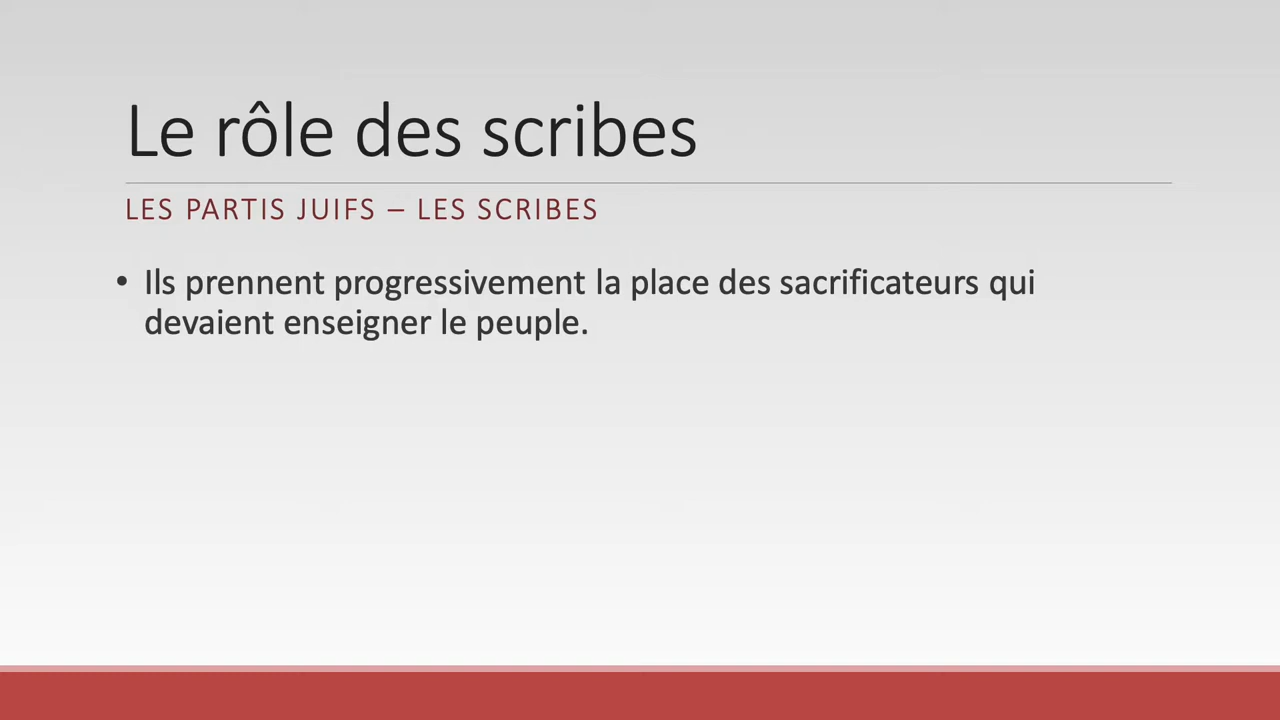 Le rôle des scribes
LES PARTIS JUIFS – LES SCRIBES
• Ils prennent progressivement la place des sacrificateurs qui
devaient enseigner le peuple.